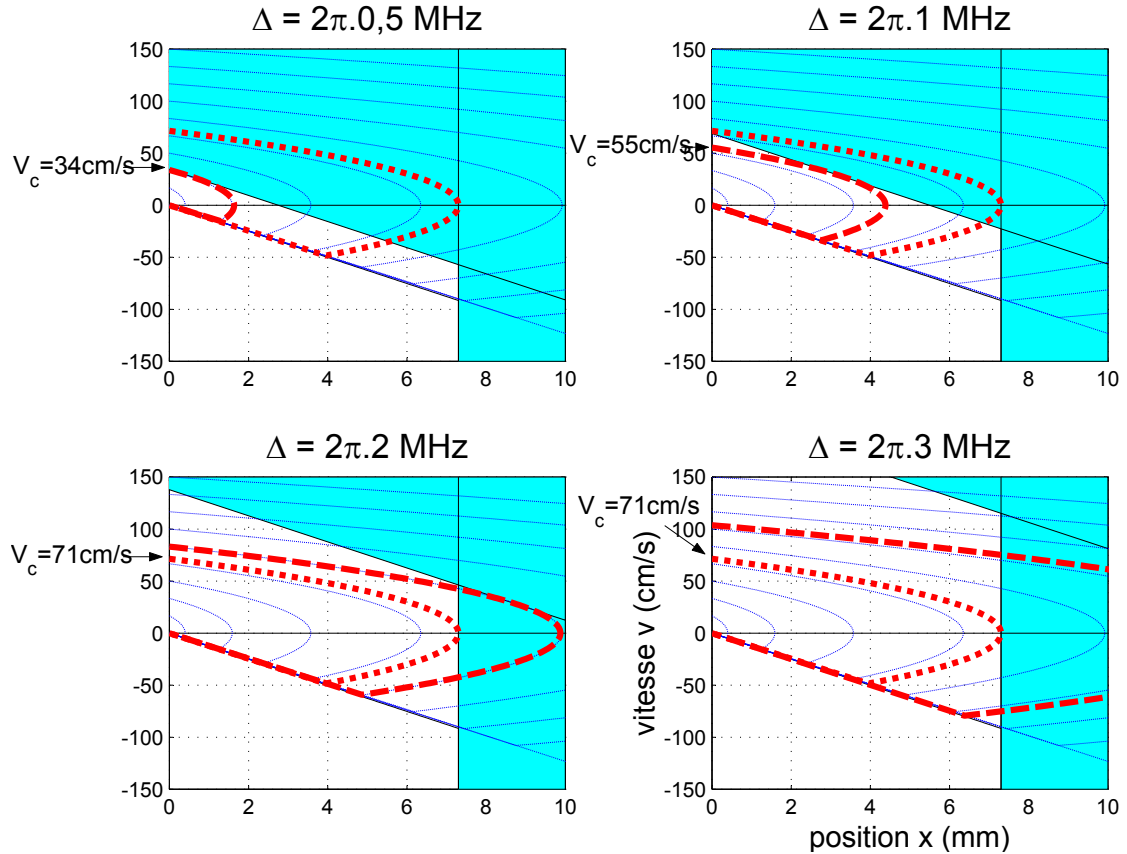 Δ = 2π.0,5 MHz
150
100
50
0
-50
-100
-150
V_c=34cm/s
0 2 4 6 8 10
Δ = 2π.1 MHz
150
100
50
0
-50
-100
-150
V_c=55cm/s
0 2 4 6 8 10
Δ = 2π.2 MHz
150
100
50
0
-50
-100
-150
V_c=71cm/s
0 2 4 6 8 10
Δ = 2π.3 MHz
150
100
50
0
-50
-100
-150
V_c=71cm/s
vitesse v (cm/s)
0 2 4 6 8 10
position x (mm)